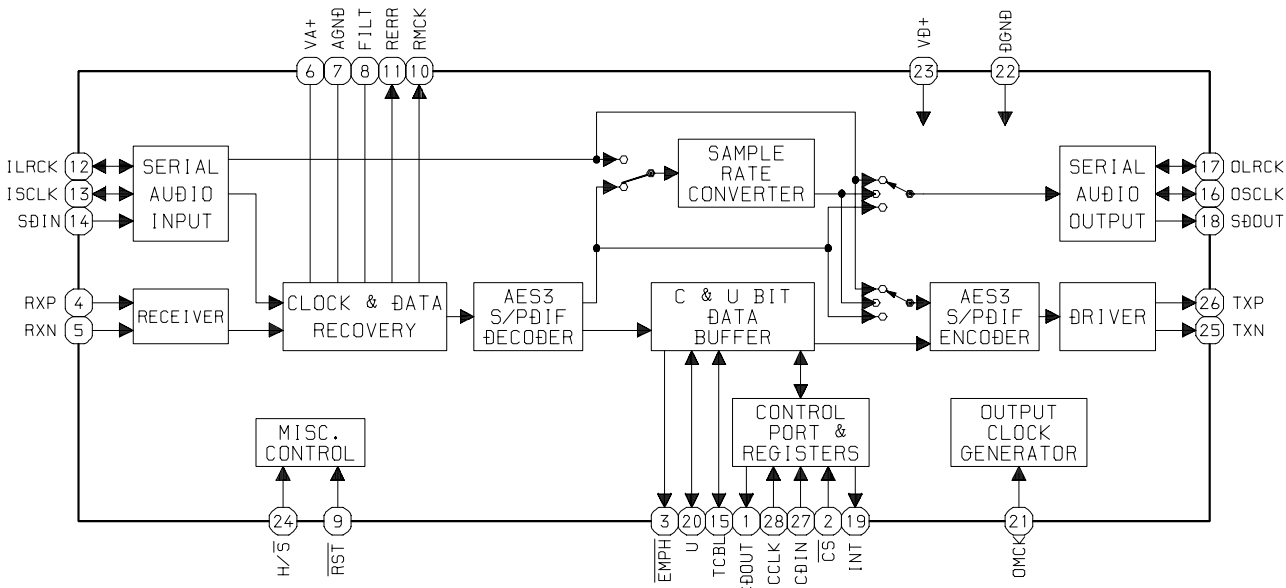 VA+
AGND
FILT
RERR
RMCK
VD+
DGND
6
7
8
11
10
23
22
ILRCK 12
ISCLK 13
SDIN 14
SERIAL
AUDIO
INPUT
SAMPLE
RATE
CONVERTER
SERIAL
AUDIO
OUTPUT
17 OLRCK
16 OSCLK
18 SDOUT
RXP 4
RXN 5
RECEIVER
CLOCK & DATA
RECOVERY
AES3
S/PDIF
DECODER
C & U BIT
DATA
BUFFER
AES3
S/PDIF
ENCODER
DRIVER
26 TXP
25 TXN
MISC.
CONTROL
CONTROL
PORT &
REGISTERS
OUTPUT
CLOCK
GENERATOR
24
9
3
20
15
1
28
27
2
19
21
H/S
RST
EMPH
U
TCBL
CCLK
CDIN
CS
INT
OMCK